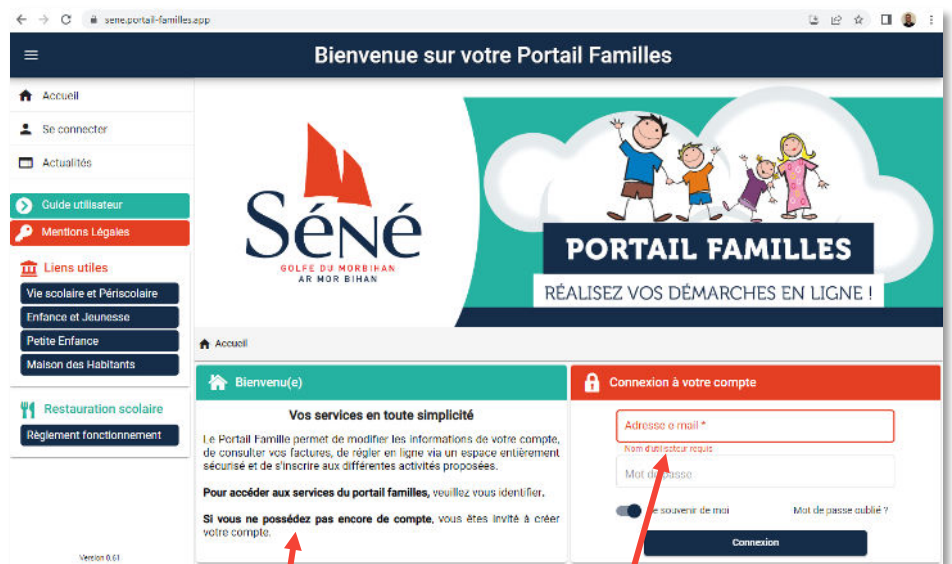 sene.portail-familles.app
Bienvenue sur votre Portail Familles
Accueil
Se connecter
Actualités
Guide utilisateur
Mentions Légales
Liens utiles
Vie scolaire et Périscolaire
Enfance et Jeunesse
Petite Enfance
Maison des Habitants
Restauration scolaire
Règlement fonctionnement
Version 0.61
Séné
GOLFE DU MORBIHAN
AR MOR BIHAN
PORTAIL FAMILLES
RÉALISEZ VOS DÉMARCHES EN LIGNE !
Accueil
Bienvenu(e)
Vos services en toute simplicité
Le Portail Famille permet de modifier les informations de votre compte,
de consulter vos factures, de régler en ligne via un espace entièrement
sécurisé et de s'inscrire aux différentes activités proposées.
Pour accéder aux services du portail familles, veuillez vous identifier.
Si vous ne possédez pas encore de compte, vous êtes invité à créer
votre compte.
Connexion à votre compte
Adresse e-mail *
Nom d'utilisateur requis
Mot de passe
Se souvenir de moi
Mot de passe oublié ?
Connexion